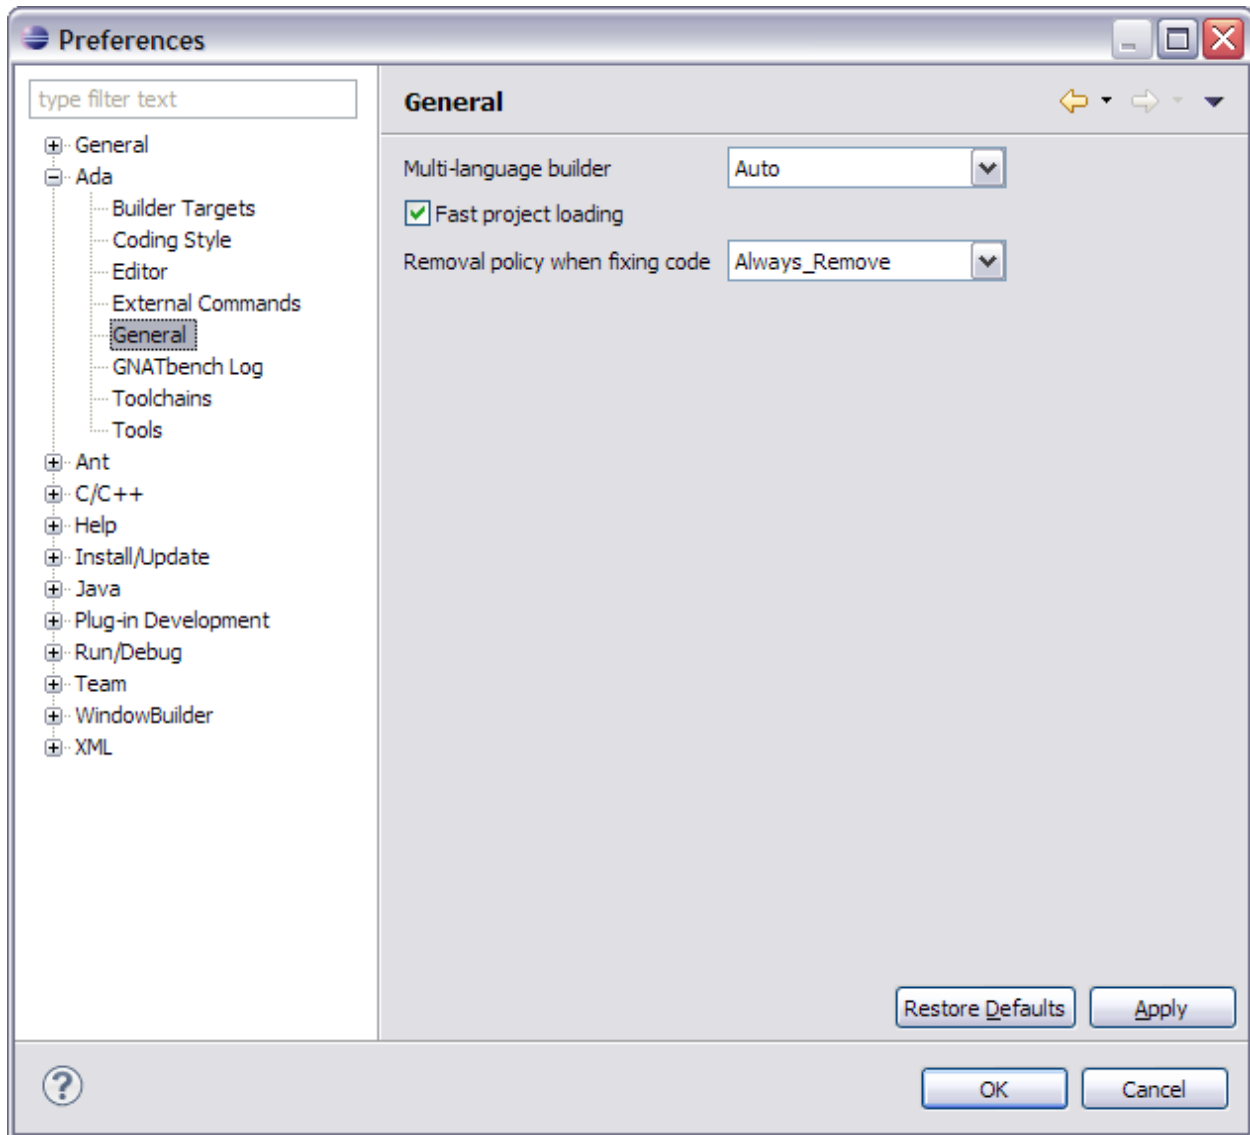 Preferences
type filter text
General
General
Ada
Builder Targets
Coding Style
Editor
External Commands
General
GNATbench Log
Toolchains
Tools
Ant
C/C++
Help
Install/Update
Java
Plug-in Development
Run/Debug
Team
WindowBuilder
XML
Multi-language builder Auto
Fast project loading
Removal policy when fixing code Always_Remove
Restore Defaults Apply
? OK Cancel